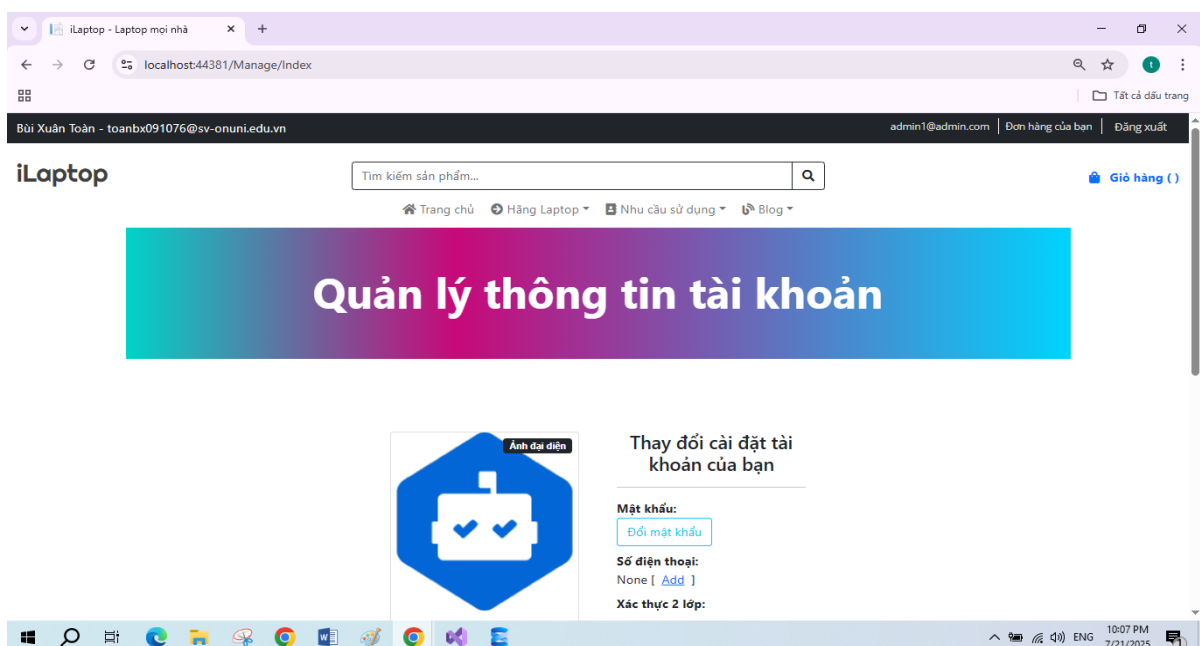 iLaptop - Laptop mọi nhà
localhost:44381/Manage/Index
t
Tất cả dấu trang
Bùi Xuân Toàn - toanbx091076@sv-onuni.edu.vn
admin1@admin.com Đơn hàng của bạn Đăng xuất
iLaptop
Tìm kiếm sản phẩm...
Giỏ hàng ( )
Trang chủ Hãng Laptop Nhu cầu sử dụng Blog
Quản lý thông tin tài khoản
Ảnh đại diện
Thay đổi cài đặt tài
khoản của bạn
Mật khẩu:
Đổi mật khẩu
Số điện thoại:
None [ Add ]
Xác thực 2 lớp:
ENG
10:07 PM
7/21/2025